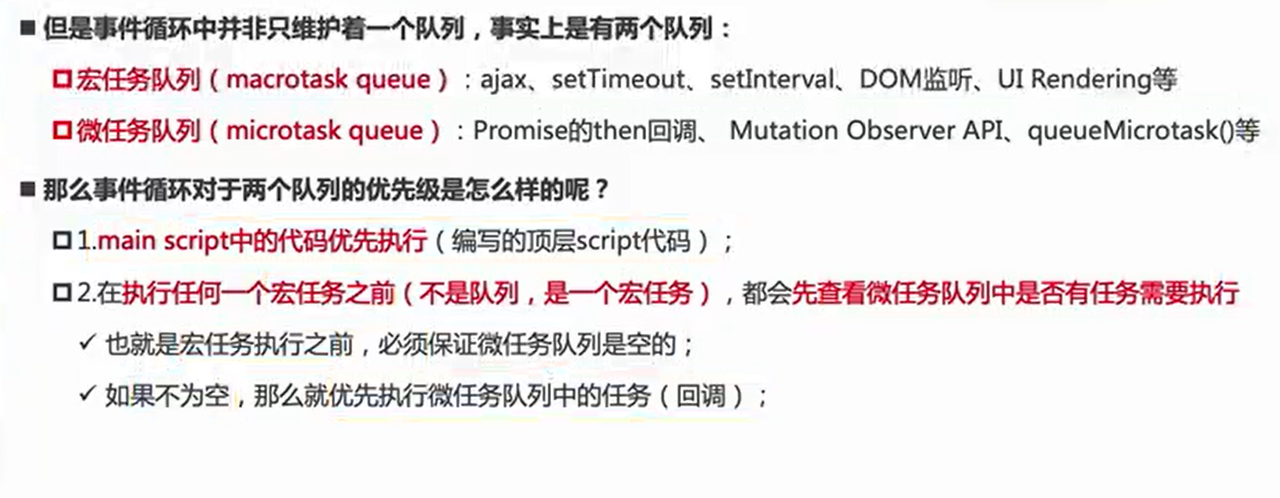 ■ 但是事件循环中并非只维护着一个队列，事实上是有两个队列：
宏任务队列（macrotask queue）：ajax、setTimeout、setInterval、DOM监听、UI Rendering等
微任务队列（microtask queue）：Promise的then回调、 Mutation Observer API、queueMicrotask()等
■ 那么事件循环对于两个队列的优先级是怎么样的呢？
1.main script中的代码优先执行（编写的顶层script代码）；
2.在执行任何一个宏任务之前（不是队列，是一个宏任务），都会先查看微任务队列中是否有任务需要执行
✓ 也就是宏任务执行之前，必须保证微任务队列是空的；
✓ 如果不为空，那么就优先执行微任务队列中的任务（回调）；